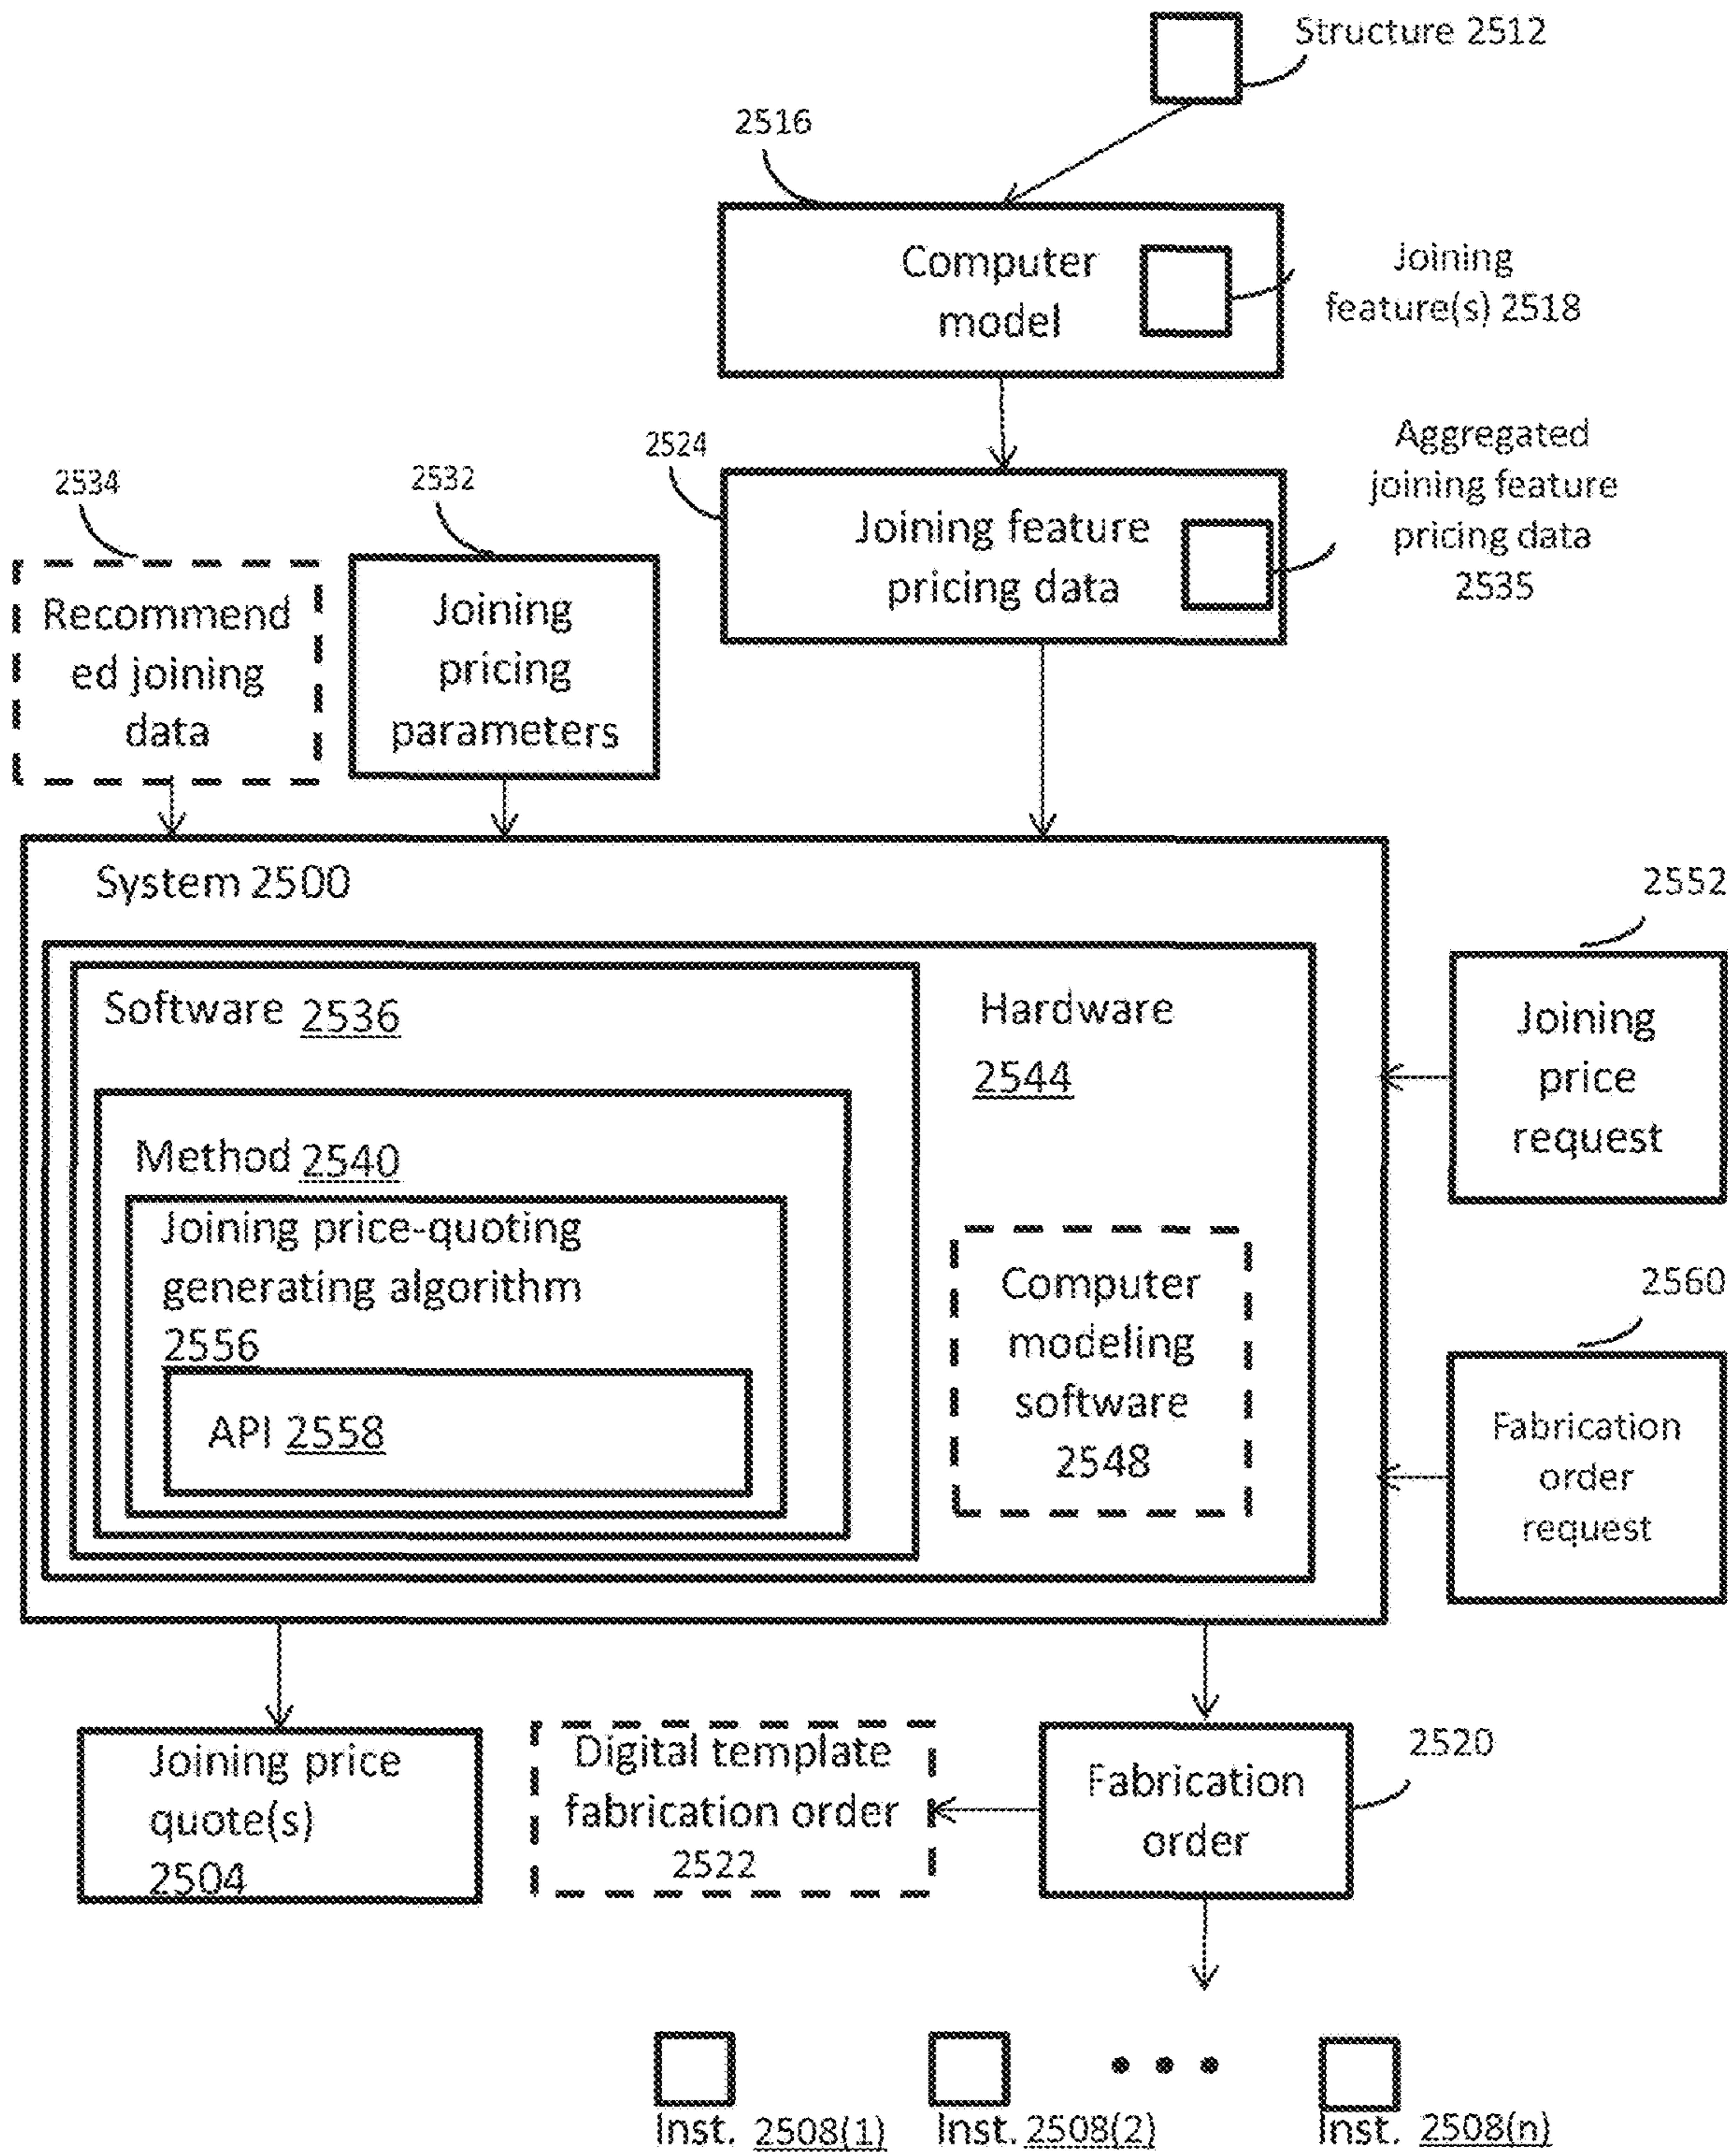 Structure 2512
2516
Computer
model
Joining
feature(s) 2518
2524
Joining feature
pricing data
Aggregated
joining feature
pricing data
2535
2534
Recommend
ed joining
data
2532
Joining
pricing
parameters
System 2500
Software 2536
Hardware
2544
Method 2540
Joining price-quoting
generating algorithm
2556
API 2558
Computer
modeling
software
2548
2552
Joining
price
request
2560
Fabrication
order
request
Joining price
quote(s)
2504
Digital template
fabrication order
2522
Fabrication
order
2520
Inst. 2508(1)
Inst. 2508(2)
Inst. 2508(n)